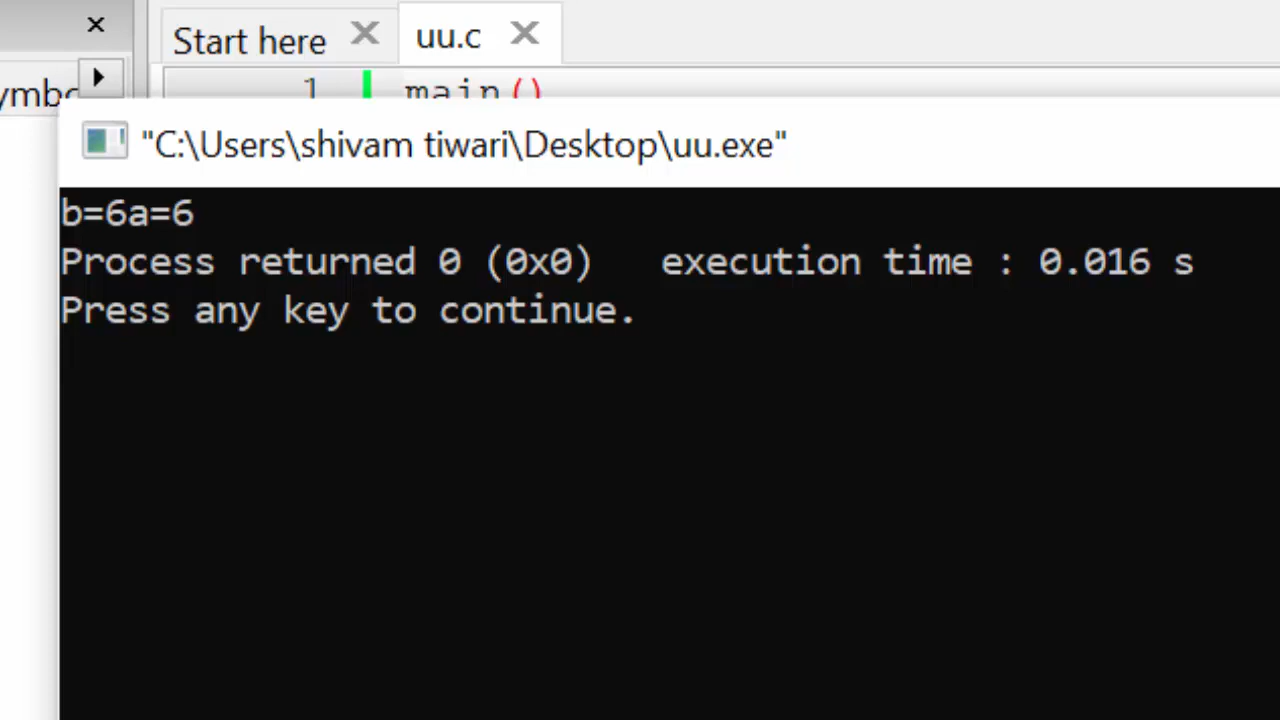 Start here
uu.c
1 main()
"C:\Users\shivam tiwari\Desktop\uu.exe"
b=6a=6
Process returned 0 (0x0)   execution time : 0.016 s
Press any key to continue.